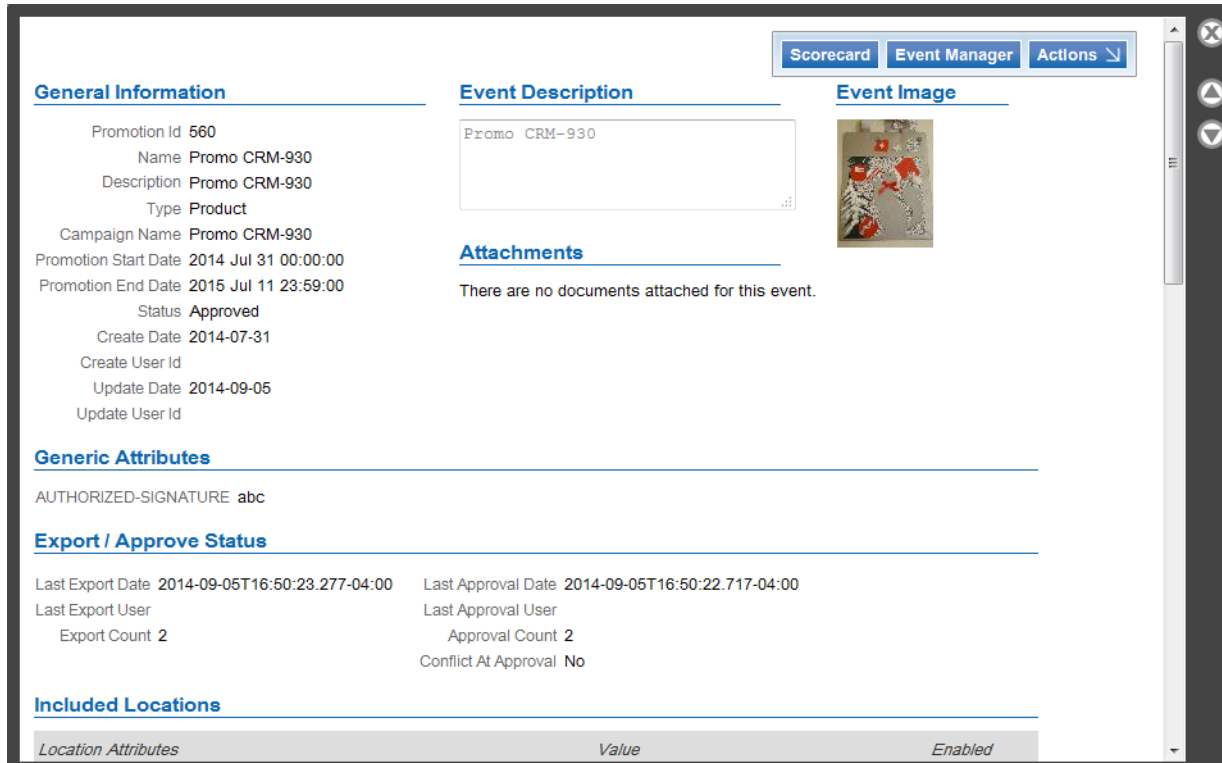 Scorecard Event Manager Actions
General Information
Promotion Id 560
Name Promo CRM-930
Description Promo CRM-930
Type Product
Campaign Name Promo CRM-930
Promotion Start Date 2014 Jul 31 00:00:00
Promotion End Date 2015 Jul 11 23:59:00
Status Approved
Create Date 2014-07-31
Create User Id
Update Date 2014-09-05
Update User Id
Event Description
Promo CRM-930
Attachments
There are no documents attached for this event.
Event Image
Generic Attributes
AUTHORIZED-SIGNATURE abc
Export / Approve Status
Last Export Date 2014-09-05T16:50:23.277-04:00
Last Export User
Export Count 2
Last Approval Date 2014-09-05T16:50:22.717-04:00
Last Approval User
Approval Count 2
Conflict At Approval No
Included Locations
Location Attributes Value Enabled